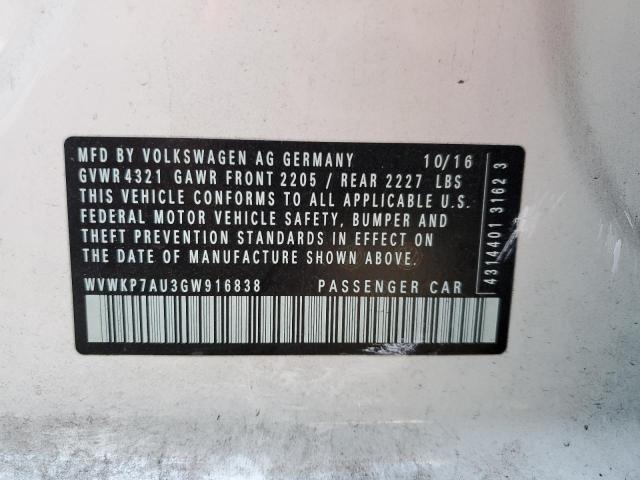 MFD BY VOLKSWAGEN AG GERMANY 10/16
GVWR4321 GAWR FRONT 2205 / REAR 2227 LBS
THIS VEHICLE CONFORMS TO ALL APPLICABLE U.S.
FEDERAL MOTOR VEHICLE SAFETY, BUMPER AND
THEFT PREVENTION STANDARDS IN EFFECT ON
THE DATE OF MANUFACTURE SHOWN ABOVE.
WVWKP7AU3GW916838 PASSENGER CAR
4314401 3162 3